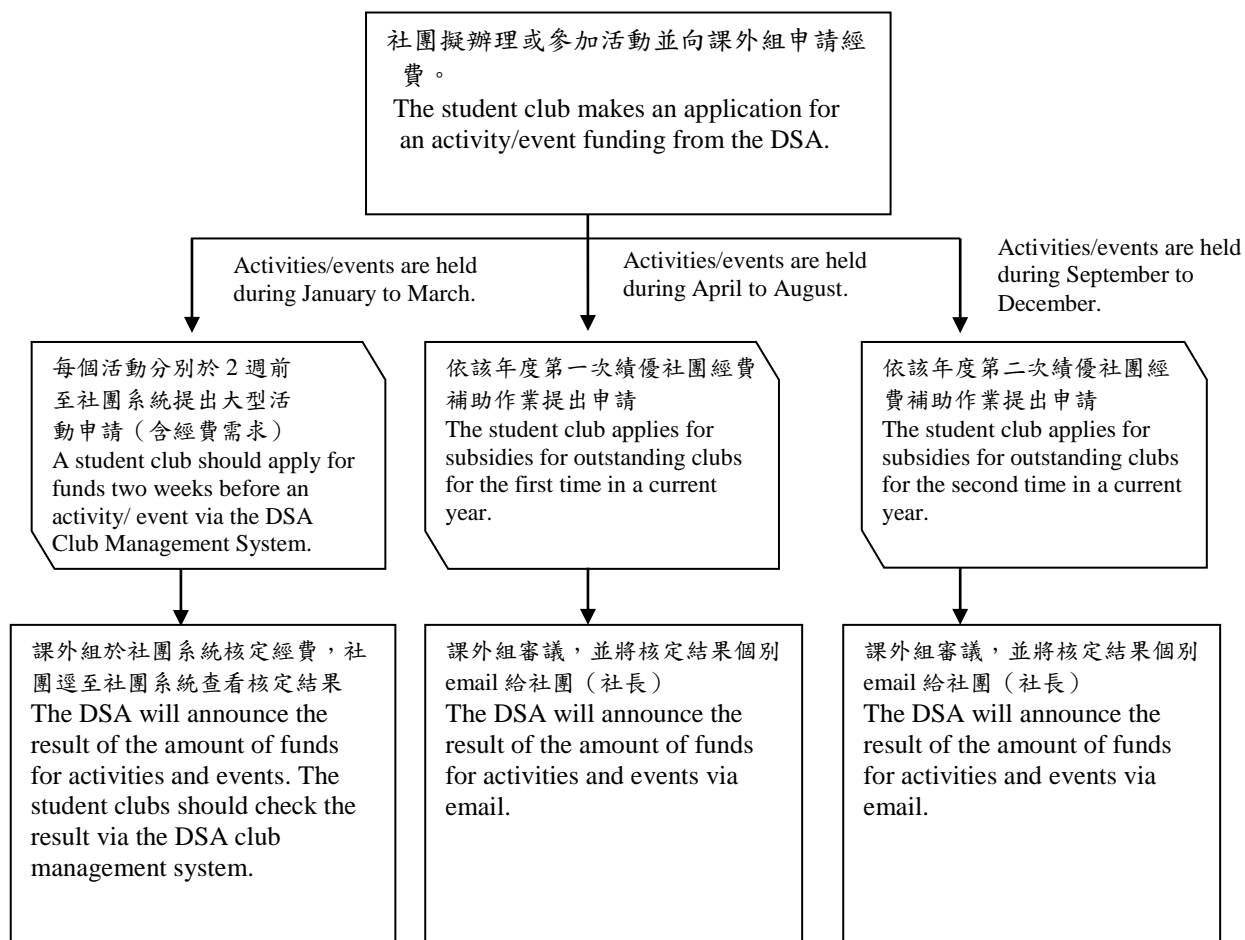 社團擬辦理或參加活動並向課外組申請經
費。
The student club makes an application for
an activity/event funding from the DSA.
Activities/events are held
during January to March.
Activities/events are held
during April to August.
Activities/events are held
during September to
December.
每個活動分別於 2 週前
至社團系統提出大型活
動申請（含經費需求）
A student club should apply for
funds two weeks before an
activity/ event via the DSA
Club Management System.
依該年度第一次績優社團經費
補助作業提出申請
The student club applies for
subsidies for outstanding clubs
for the first time in a current
year.
依該年度第二次績優社團經
費補助作業提出申請
The student club applies for
subsidies for outstanding clubs
for the second time in a current
year.
課外組於社團系統核定經費，社
團逕至社團系統查看核定結果
The DSA will announce the
result of the amount of funds
for activities and events. The
student clubs should check the
result via the DSA club
management system.
課外組審議，並將核定結果個別
email 給社團（社長）
The DSA will announce the
result of the amount of funds
for activities and events via
email.
課外組審議，並將核定結果個別
email 給社團（社長）
The DSA will announce the
result of the amount of funds
for activities and events via
email.